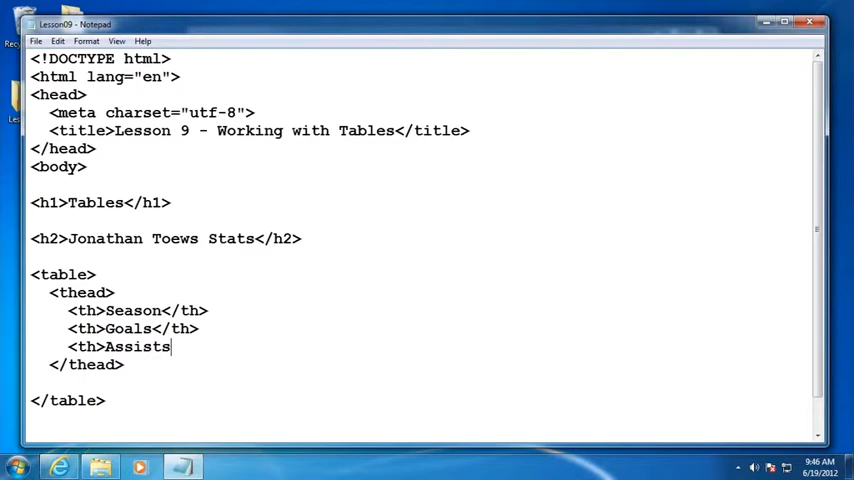 Recyc
Lesson09 - Notepad
File Edit Format View Help
<!DOCTYPE html>
<html lang="en">
<head>
  <meta charset="utf-8">
  <title>Lesson 9 - Working with Tables</title>
</head>
<body>
<h1>Tables</h1>
<h2>Jonathan Toews Stats</h2>
<table>
  <thead>
    <th>Season</th>
    <th>Goals</th>
    <th>Assists
  </thead>
</table>
Les
9:46 AM
6/19/2012